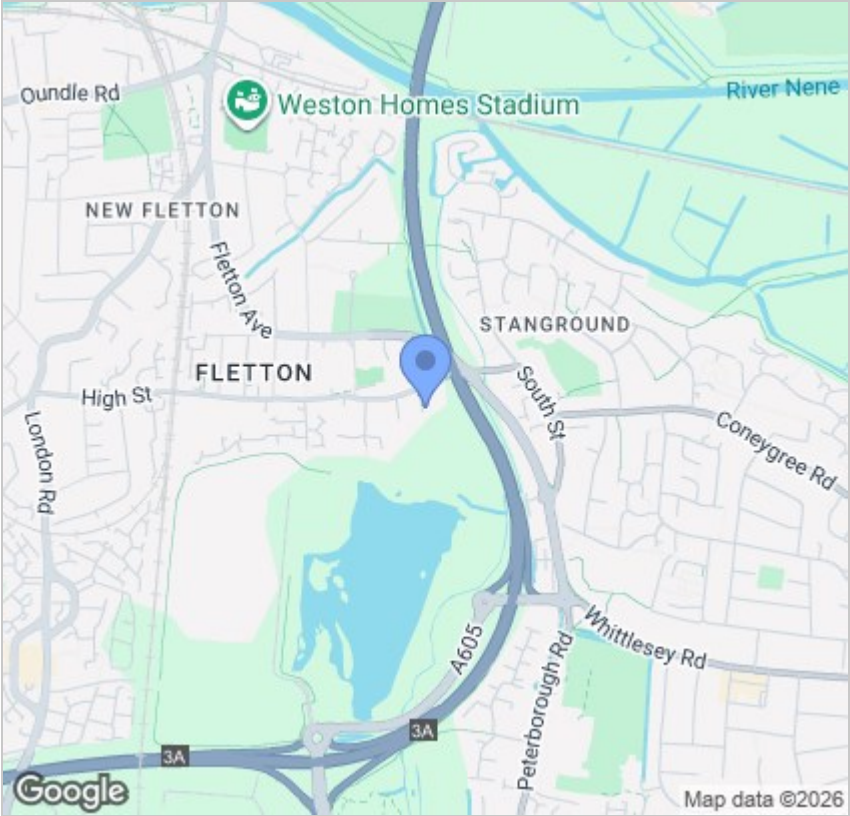 Oundle Rd
River Nene
Weston Homes Stadium
NEW FLETTON
Fletton Ave
STANGROUND
FLETTON
High St
South St
London Rd
Coneygree Rd
A605
Whittlesey Rd
Peterborough Rd
3A
3A
Google
Map data ©2026